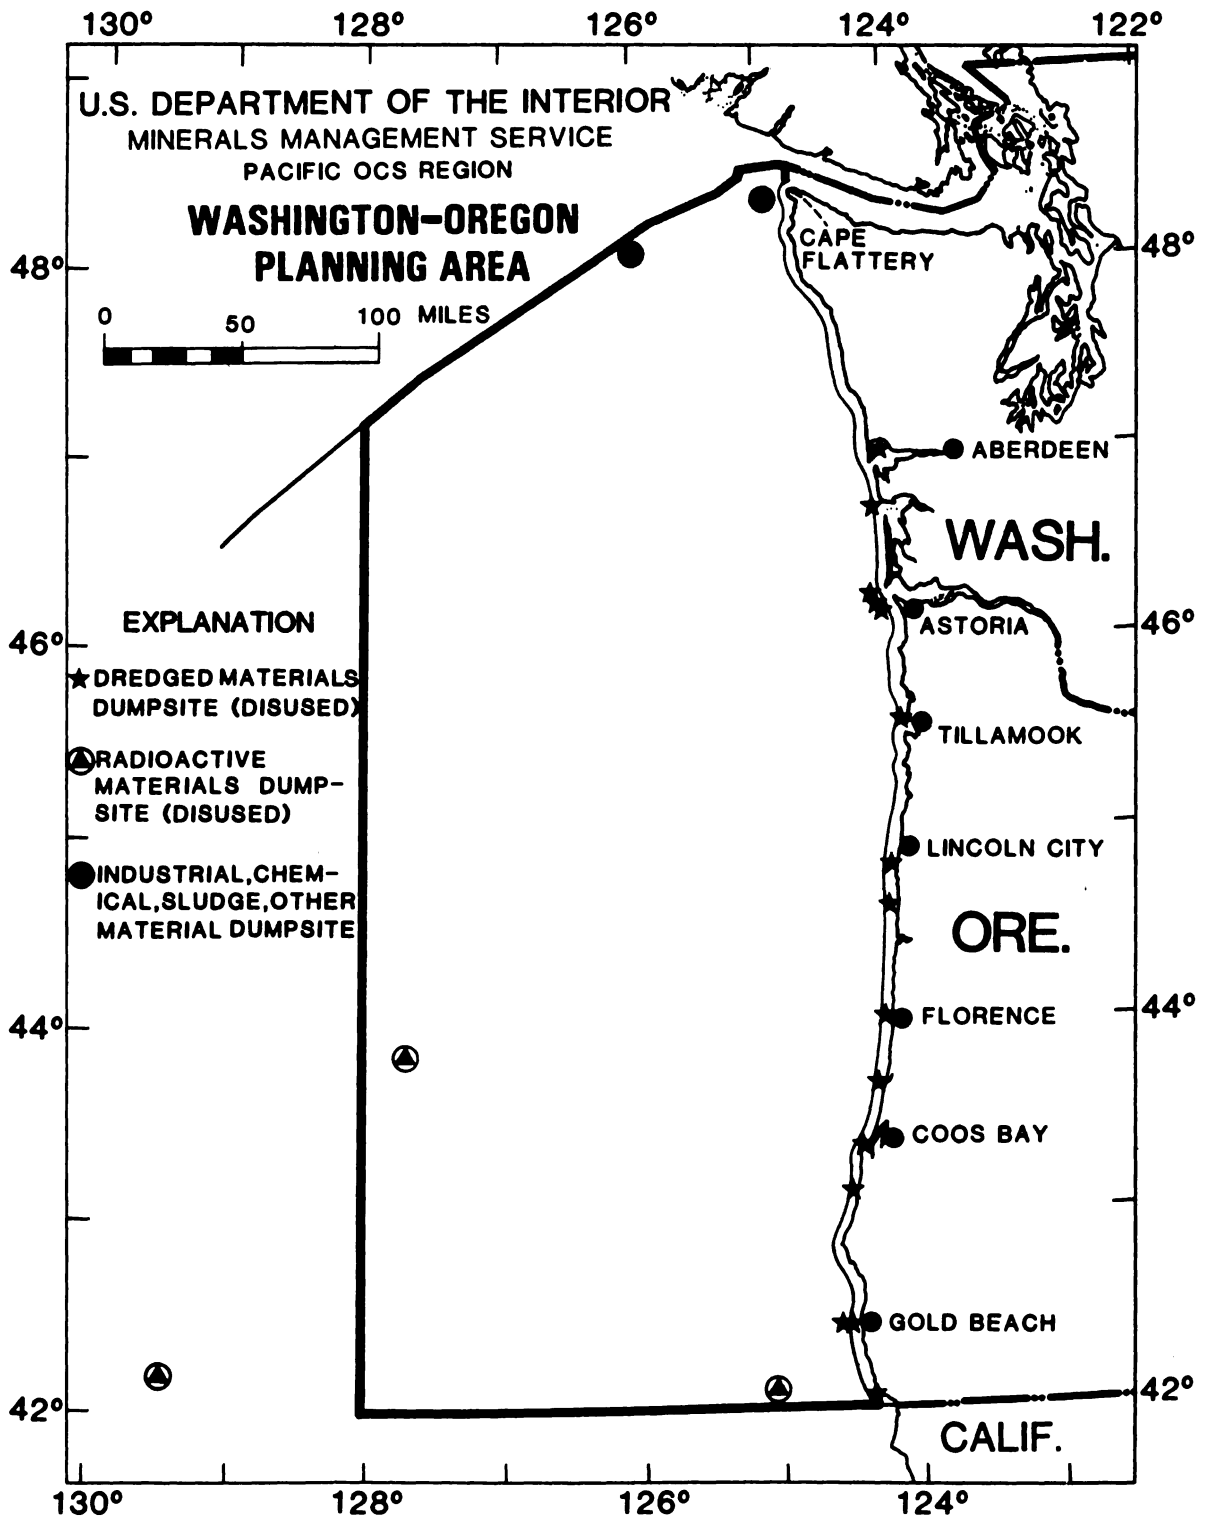 130° 128° 126° 124° 122°
U.S. DEPARTMENT OF THE INTERIOR
MINERALS MANAGEMENT SERVICE
PACIFIC OCS REGION
WASHINGTON-OREGON
PLANNING AREA
0 50 100 MILES
CAPE
FLATTERY
48° 48°
ABERDEEN
WASH.
EXPLANATION
46° 46°
ASTORIA
DREDGED MATERIALS
DUMPSITE (DISUSED)
TILLAMOOK
RADIOACTIVE
MATERIALS DUMP-
SITE (DISUSED)
LINCOLN CITY
INDUSTRIAL,CHEM-
ICAL,SLUDGE,OTHER
MATERIAL DUMPSITE
ORE.
44° 44°
FLORENCE
COOS BAY
GOLD BEACH
42° 42°
CALIF.
130° 128° 126° 124°